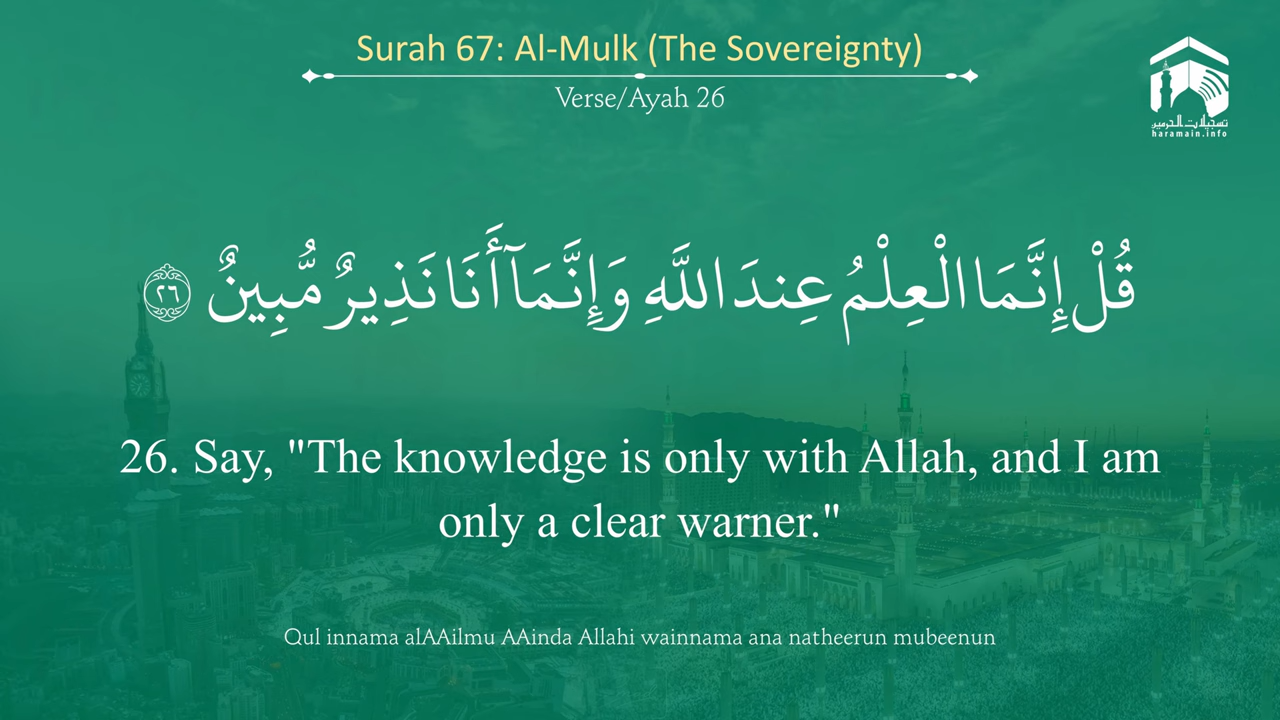 Surah 67: Al-Mulk (The Sovereignty)
Verse/Ayah 26
تسجيلات الحرمين
haramain.info
قُلْ إِنَّمَا الْعِلْمُ عِندَ اللَّهِ وَإِنَّمَآ أَنَا نَذِيرٌ مُّبِينٌ ٢٦
26. Say, "The knowledge is only with Allah, and I am
only a clear warner."
Qul innama alAAilmu AAinda Allahi wainnama ana natheerun mubeenun